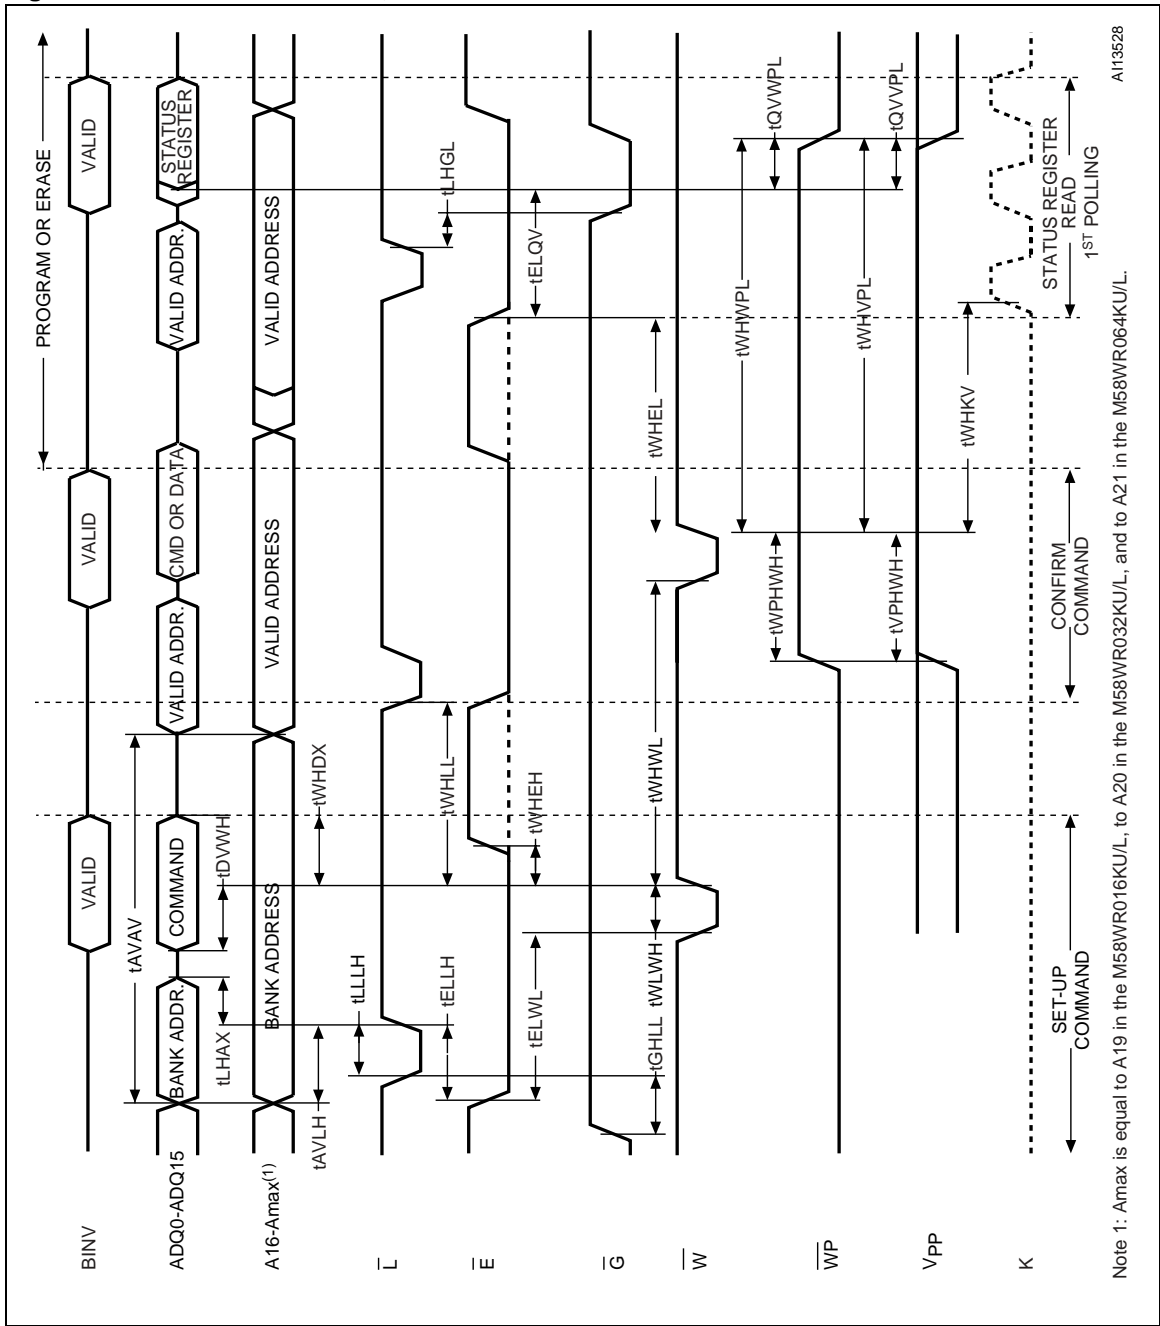 PROGRAM OR ERASE
BINV
VALID
VALID
VALID
ADQ0-ADQ15
BANK ADDR.
COMMAND
VALID ADDR.
CMD OR DATA
VALID ADDR.
STATUS
REGISTER
tAVAV
A16-Amax(1)
BANK ADDRESS
VALID ADDRESS
VALID ADDRESS
tLHAX
tDVWH
tAVLH
tWHDX
L
tLLLH
tELLH
tWHLL
tLHGL
E
tELWL
tWHEH
tELQV
G
tGHLL
tWLWH
tWHWL
tWHEL
W
WP
tWPHWH
tWHWPL
tQVWPL
VPP
tVPHWH
tWHVPL
tQVVPL
K
tWHKV
SET-UP
COMMAND
CONFIRM
COMMAND
STATUS REGISTER
READ
1ST POLLING
Note 1: Amax is equal to A19 in the M58WR016KU/L, to A20 in the M58WR032KU/L, and to A21 in the M58WR064KU/L.
AI13528